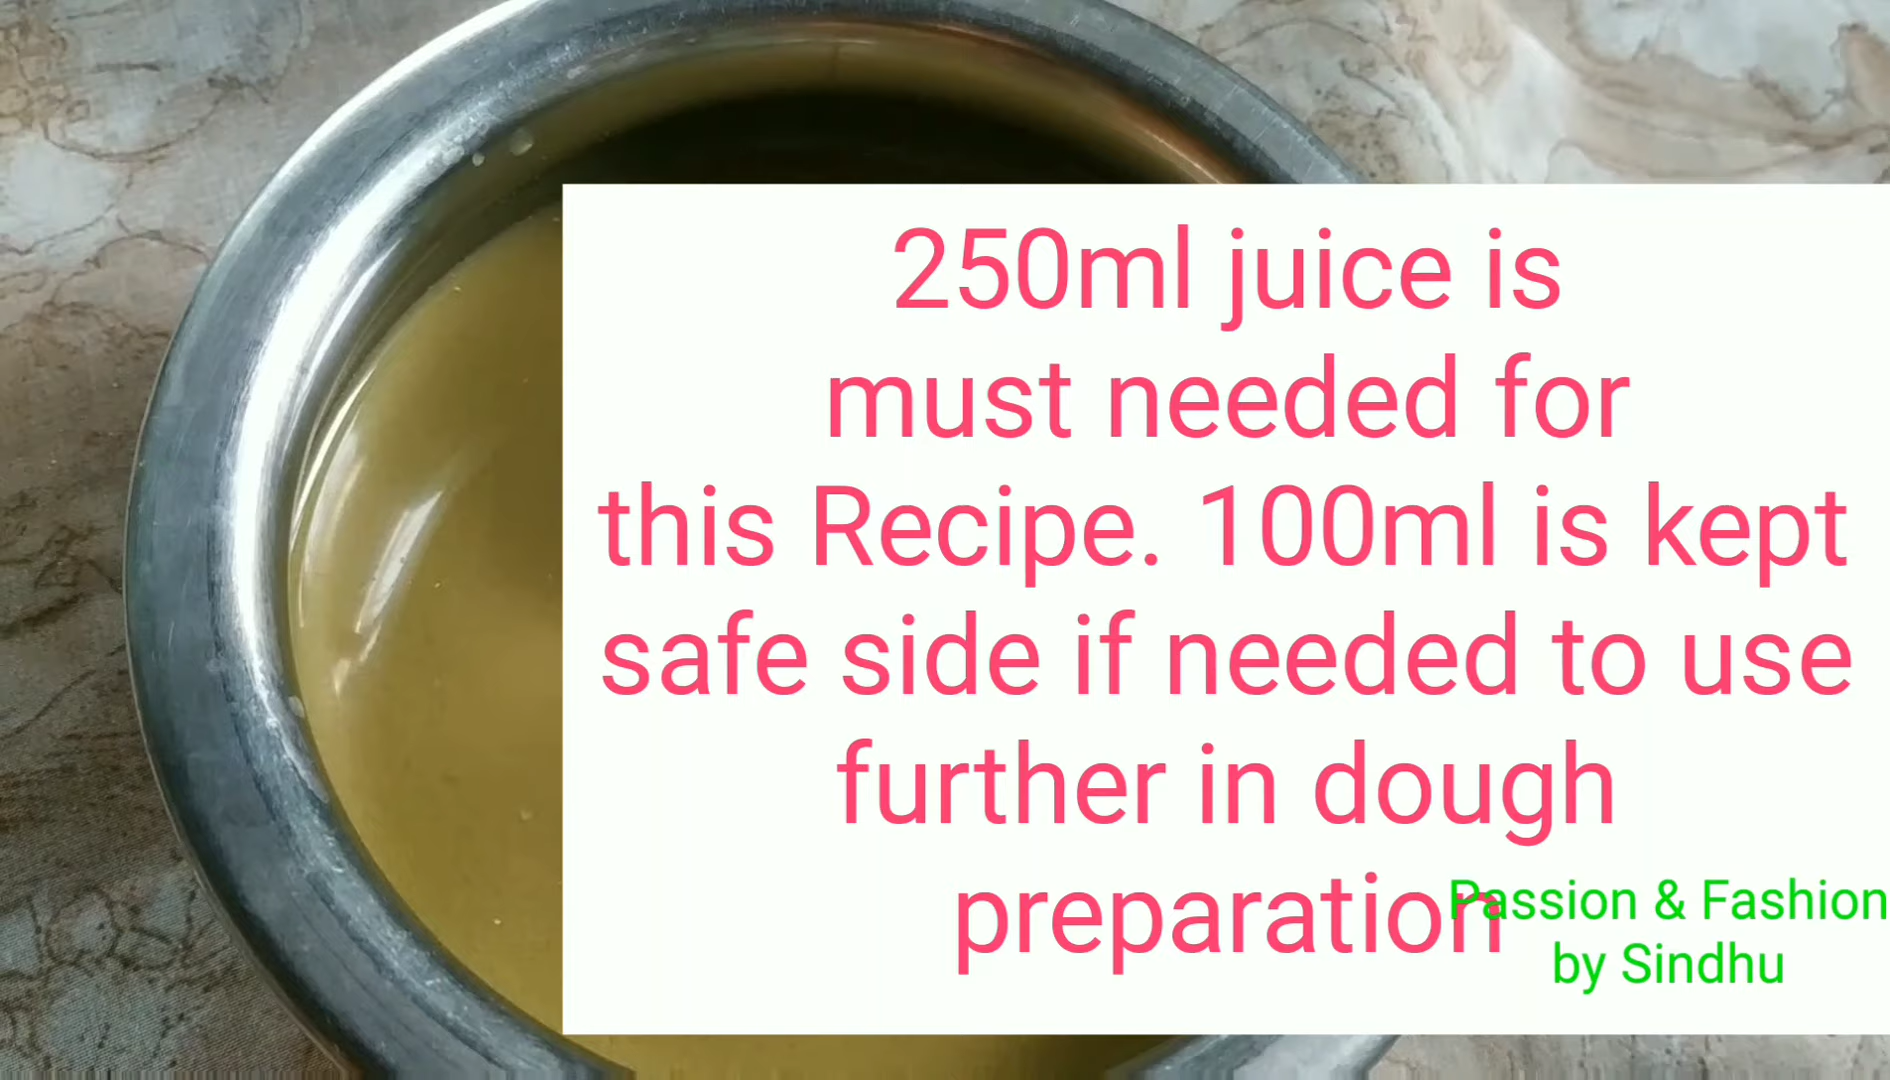 250ml juice is
must needed for
this Recipe. 100ml is kept
safe side if needed to use
further in dough
preparation
Passion & Fashion
by Sindhu